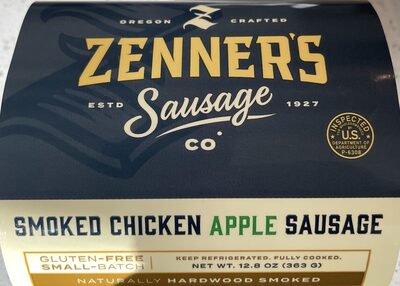 OREGON Z CRAFTED
ZENNER'S
ESTD Sausage 1927
CO.
INSPECTED
U.S.
DEPARTMENT OF
AGRICULTURE
P-6308
SMOKED CHICKEN APPLE SAUSAGE
GLUTEN-FREE
SMALL-BATCH
KEEP REFRIGERATED. FULLY COOKED.
NET WT. 12.8 OZ (363 G)
NATURALLY HARDWOOD SMOKED